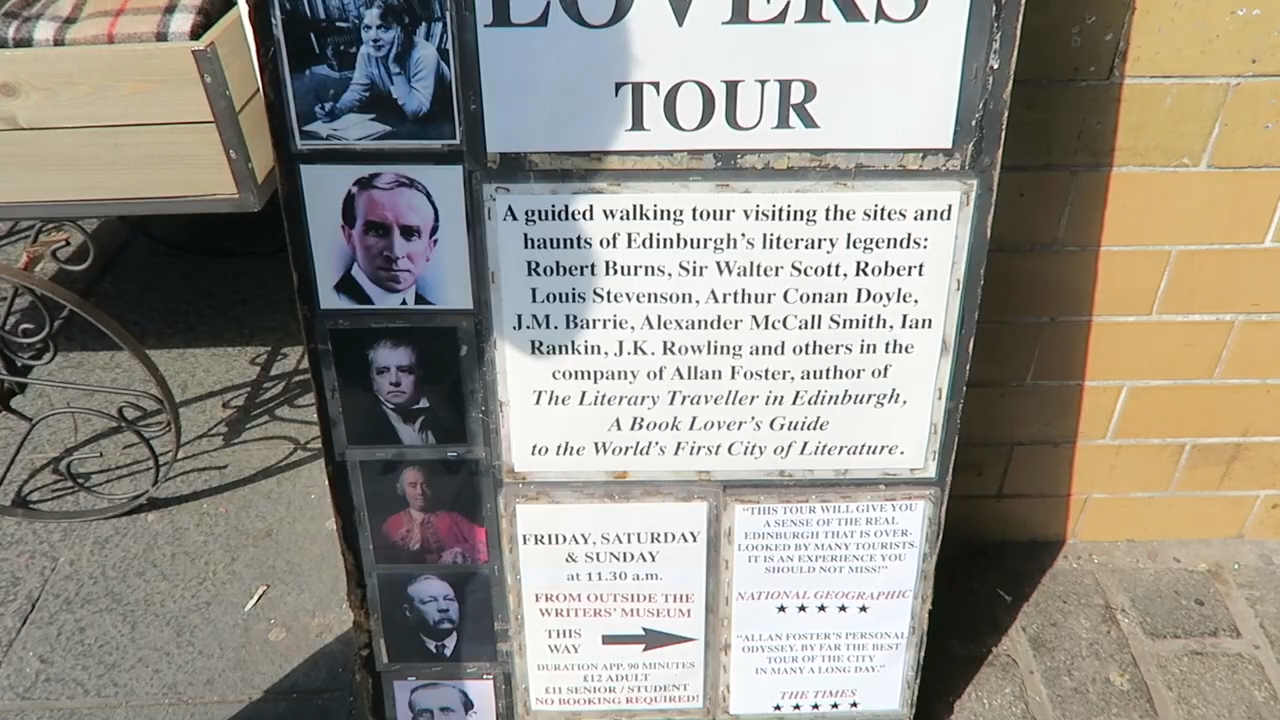 LOVERS
TOUR
A guided walking tour visiting the sites and
haunts of Edinburgh's literary legends:
Robert Burns, Sir Walter Scott, Robert
Louis Stevenson, Arthur Conan Doyle,
J.M. Barrie, Alexander McCall Smith, Ian
Rankin, J.K. Rowling and others in the
company of Allan Foster, author of
The Literary Traveller in Edinburgh,
A Book Lover's Guide
to the World's First City of Literature.
FRIDAY, SATURDAY
& SUNDAY
at 11.30 a.m.
FROM OUTSIDE THE
WRITERS' MUSEUM
THIS
WAY
DURATION APP. 90 MINUTES
£12 ADULT
£11 SENIOR / STUDENT
NO BOOKING REQUIRED!
"THIS TOUR WILL GIVE YOU
A SENSE OF THE REAL
EDINBURGH THAT IS OVER-
LOOKED BY MANY TOURISTS.
IT IS AN EXPERIENCE YOU
SHOULD NOT MISS!"
NATIONAL GEOGRAPHIC
★★★★★
"ALLAN FOSTER'S PERSONAL
ODYSSEY. BY FAR THE BEST
TOUR OF THE CITY
IN MANY A LONG DAY."
THE TIMES
★★★★★